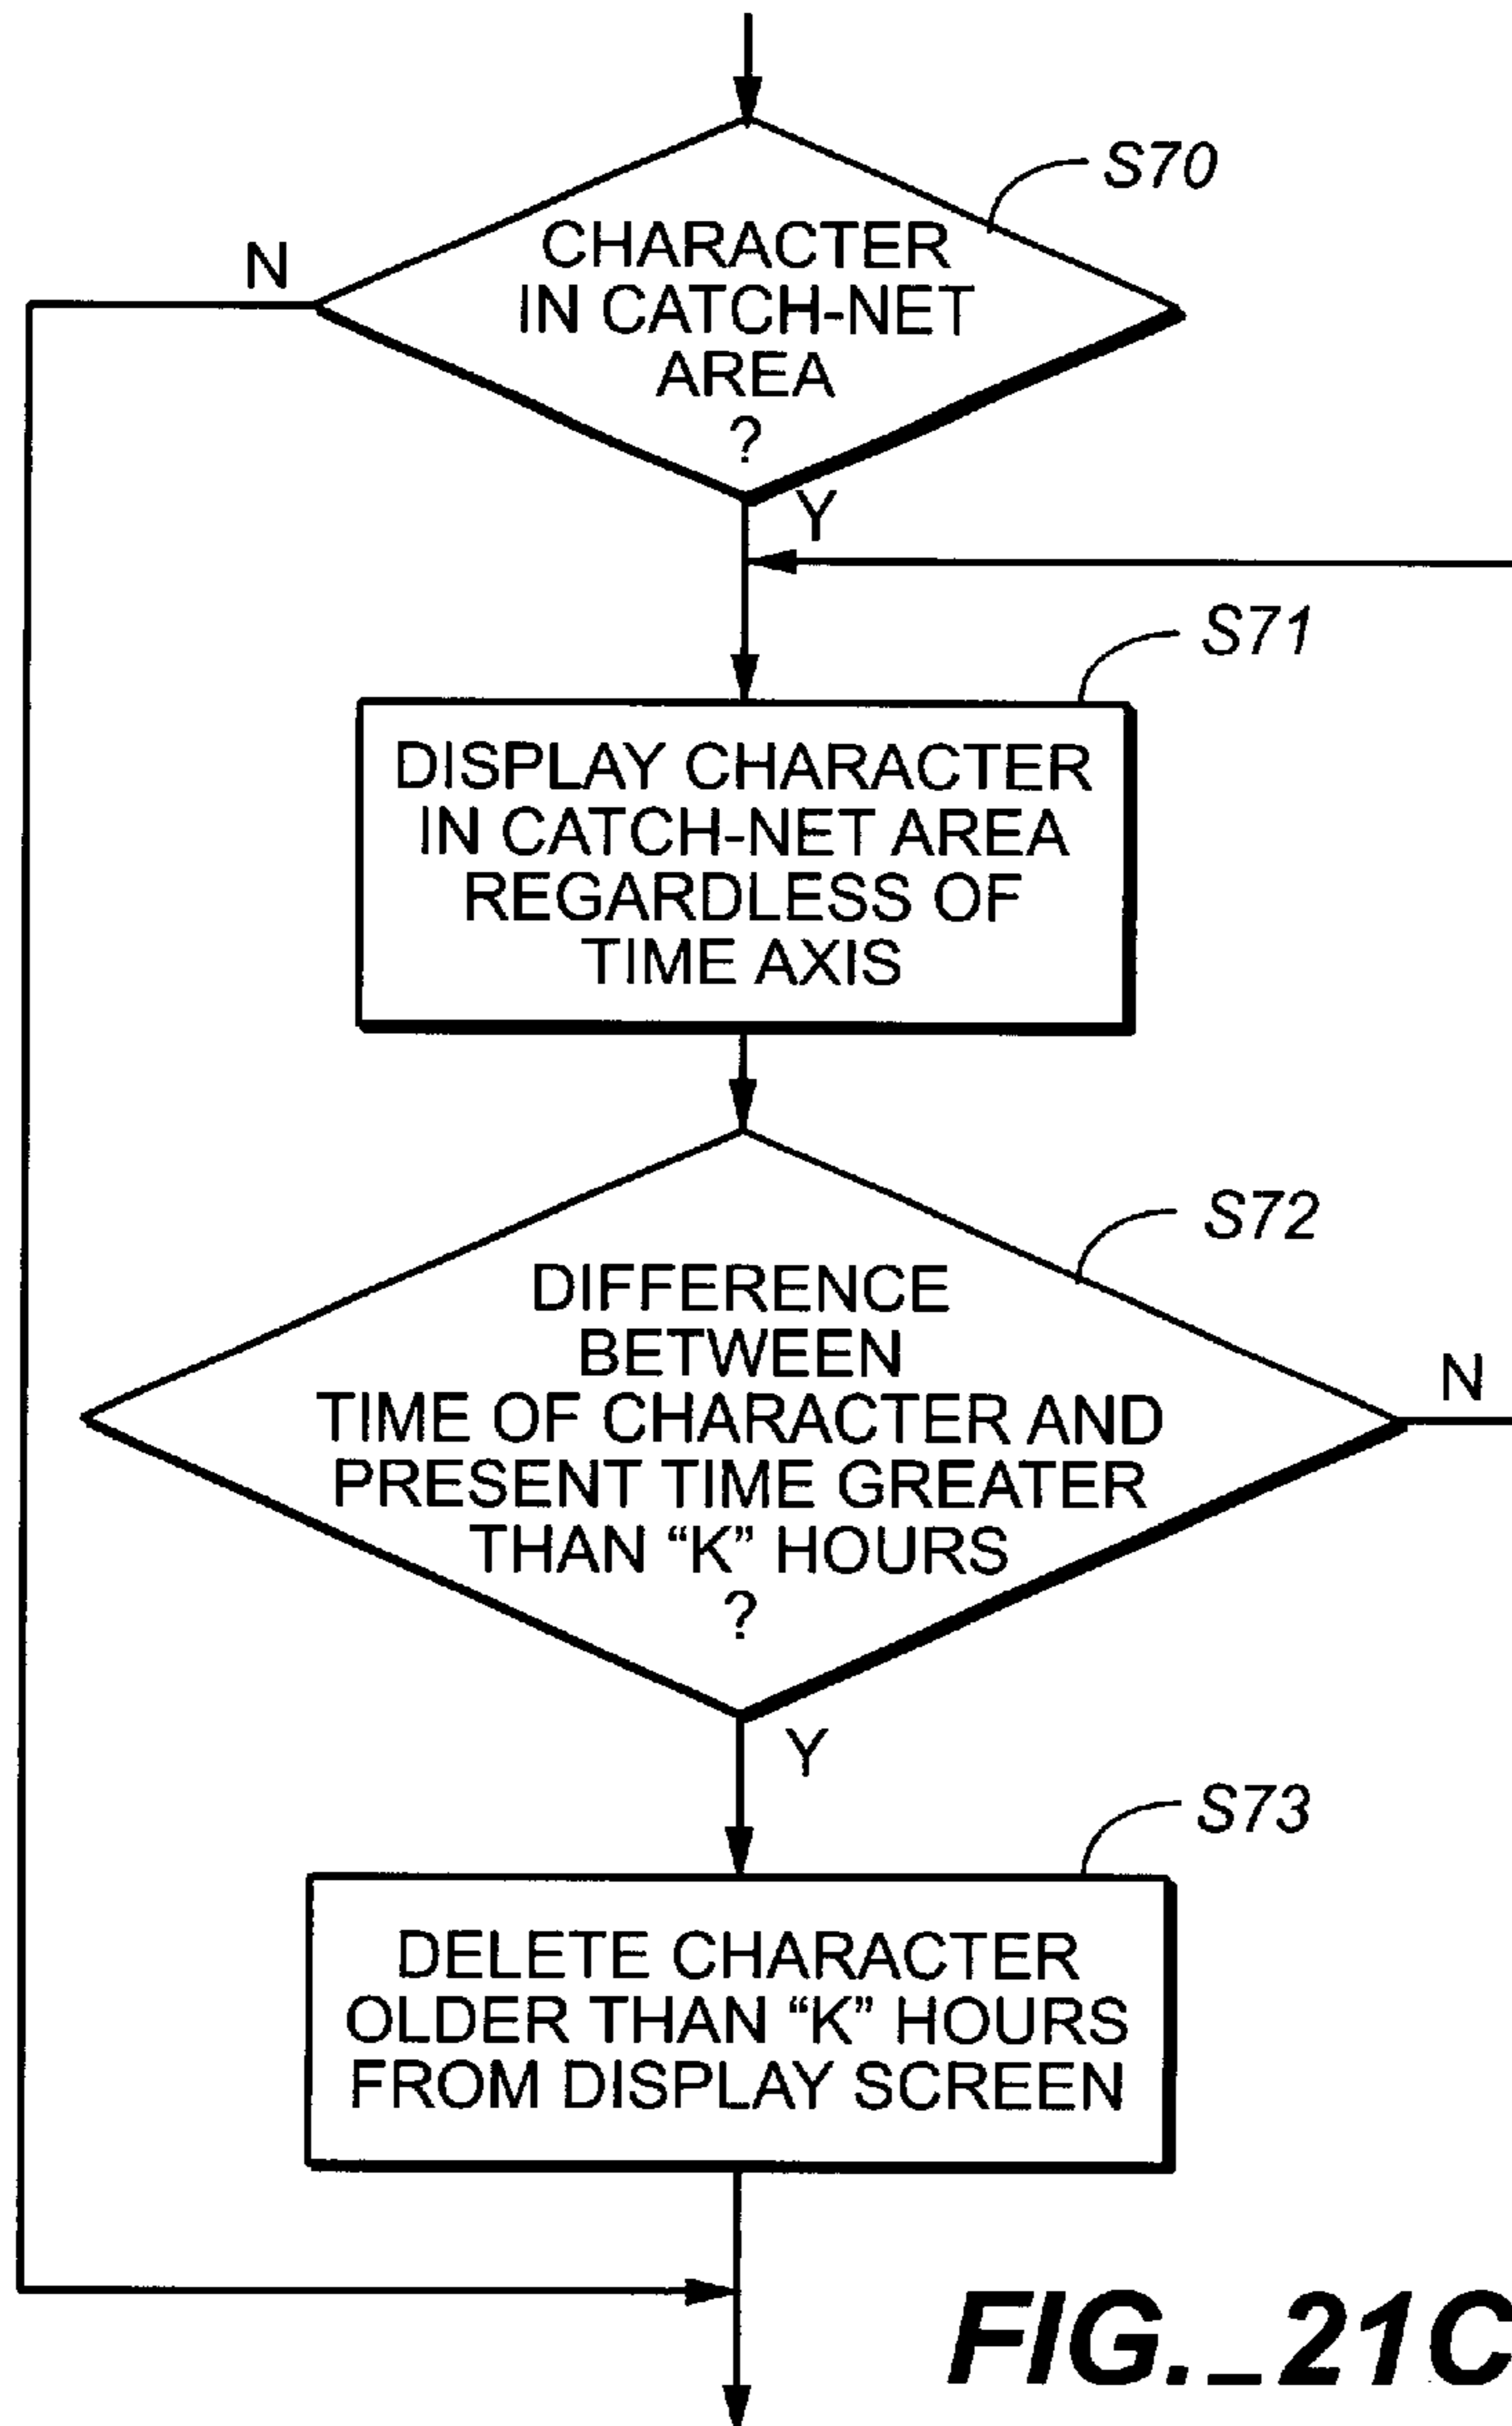 S70
CHARACTER
IN CATCH-NET
AREA
?
N
Y
S71
DISPLAY CHARACTER
IN CATCH-NET AREA
REGARDLESS OF
TIME AXIS
S72
DIFFERENCE
BETWEEN
TIME OF CHARACTER AND
PRESENT TIME GREATER
THAN “K” HOURS
?
N
Y
S73
DELETE CHARACTER
OLDER THAN “K” HOURS
FROM DISPLAY SCREEN
FIG._21C